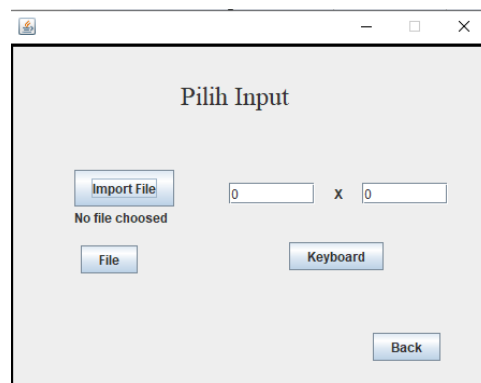 Pilih Input
Import File
0 X 0
No file choosed
File
Keyboard
Back